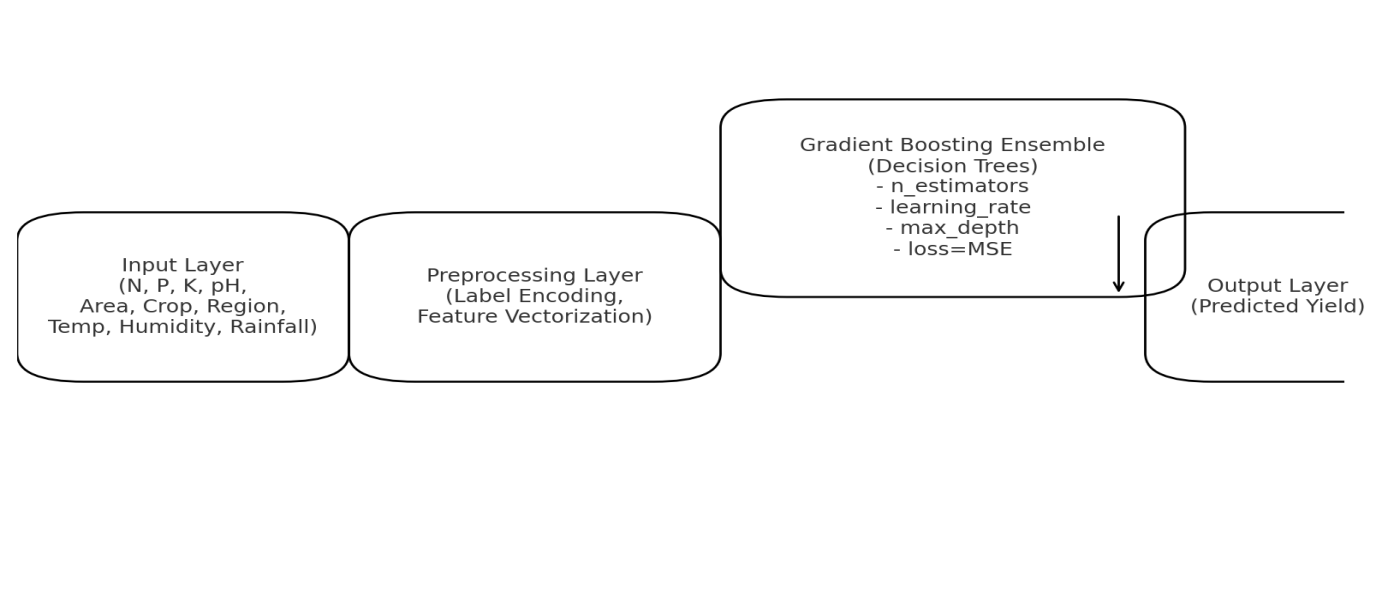 Input Layer
(N, P, K, pH,
Area, Crop, Region,
Temp, Humidity, Rainfall)
Preprocessing Layer
(Label Encoding,
Feature Vectorization)
Gradient Boosting Ensemble
(Decision Trees)
- n_estimators
- learning_rate
- max_depth
- loss=MSE
Output Layer
(Predicted Yield)